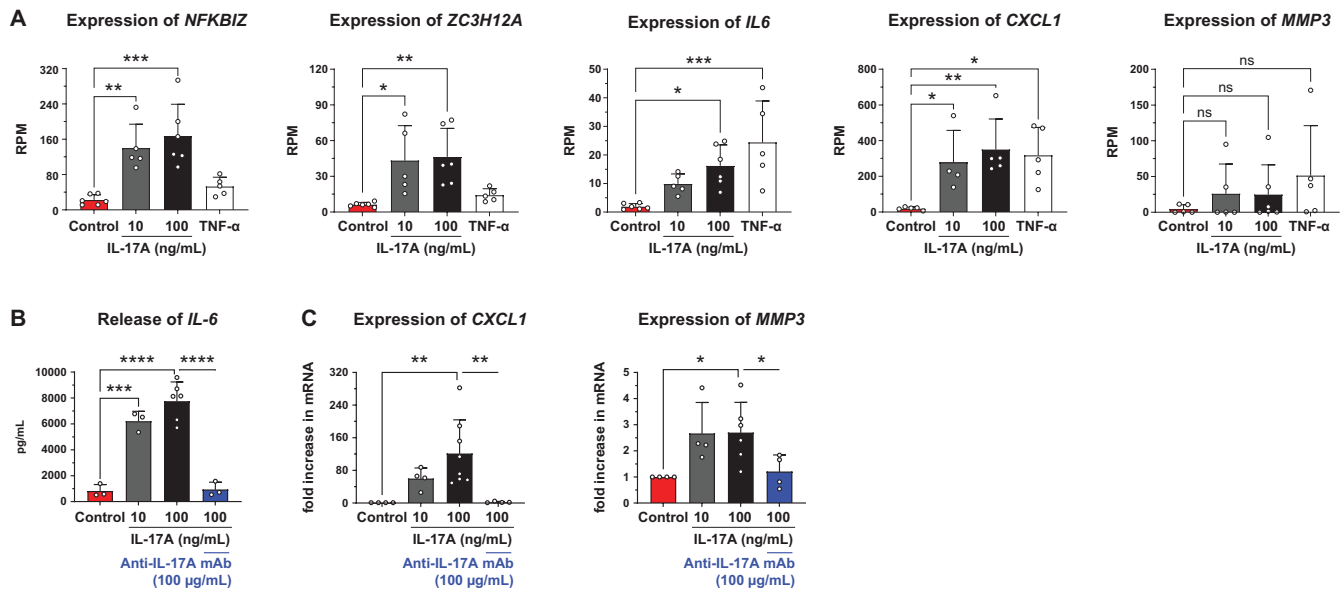 A
Expression of NFKBIZ
RPM
320
240
160
80
0
***
**
Control 10 100 TNF-α
IL-17A (ng/mL)
Expression of ZC3H12A
RPM
120
90
60
30
0
**
*
Control 10 100 TNF-α
IL-17A (ng/mL)
Expression of IL6
RPM
50
40
30
20
10
0
***
*
Control 10 100 TNF-α
IL-17A (ng/mL)
Expression of CXCL1
RPM
800
600
400
200
0
*
**
*
Control 10 100 TNF-α
IL-17A (ng/mL)
Expression of MMP3
RPM
200
150
100
50
0
ns
ns
ns
Control 10 100 TNF-α
IL-17A (ng/mL)
B
Release of IL-6
pg/mL
10000
8000
6000
4000
2000
0
**** ****
***
Control 10 100 100
IL-17A (ng/mL)
Anti-IL-17A mAb
(100 µg/mL)
C
Expression of CXCL1
fold increase in mRNA
320
240
160
80
0
** **
Control 10 100 100
IL-17A (ng/mL)
Anti-IL-17A mAb
(100 µg/mL)
Expression of MMP3
fold increase in mRNA
5
4
3
2
1
0
* *
Control 10 100 100
IL-17A (ng/mL)
Anti-IL-17A mAb
(100 µg/mL)